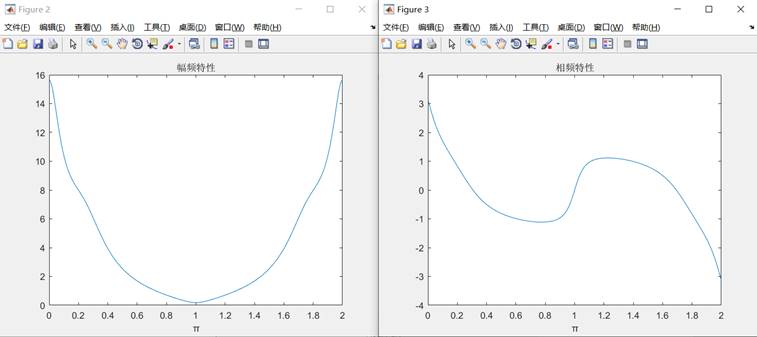 Figure 2
文件(F) 编辑(E) 查看(V) 插入(I) 工具(T) 桌面(D) 窗口(W) 帮助(H)
幅频特性
16
14
12
10
8
6
4
2
0
0 0.2 0.4 0.6 0.8 1 1.2 1.4 1.6 1.8 2
π
Figure 3
文件(F) 编辑(E) 查看(V) 插入(I) 工具(T) 桌面(D) 窗口(W) 帮助(H)
相频特性
4
3
2
1
0
-1
-2
-3
-4
0 0.2 0.4 0.6 0.8 1 1.2 1.4 1.6 1.8 2
π